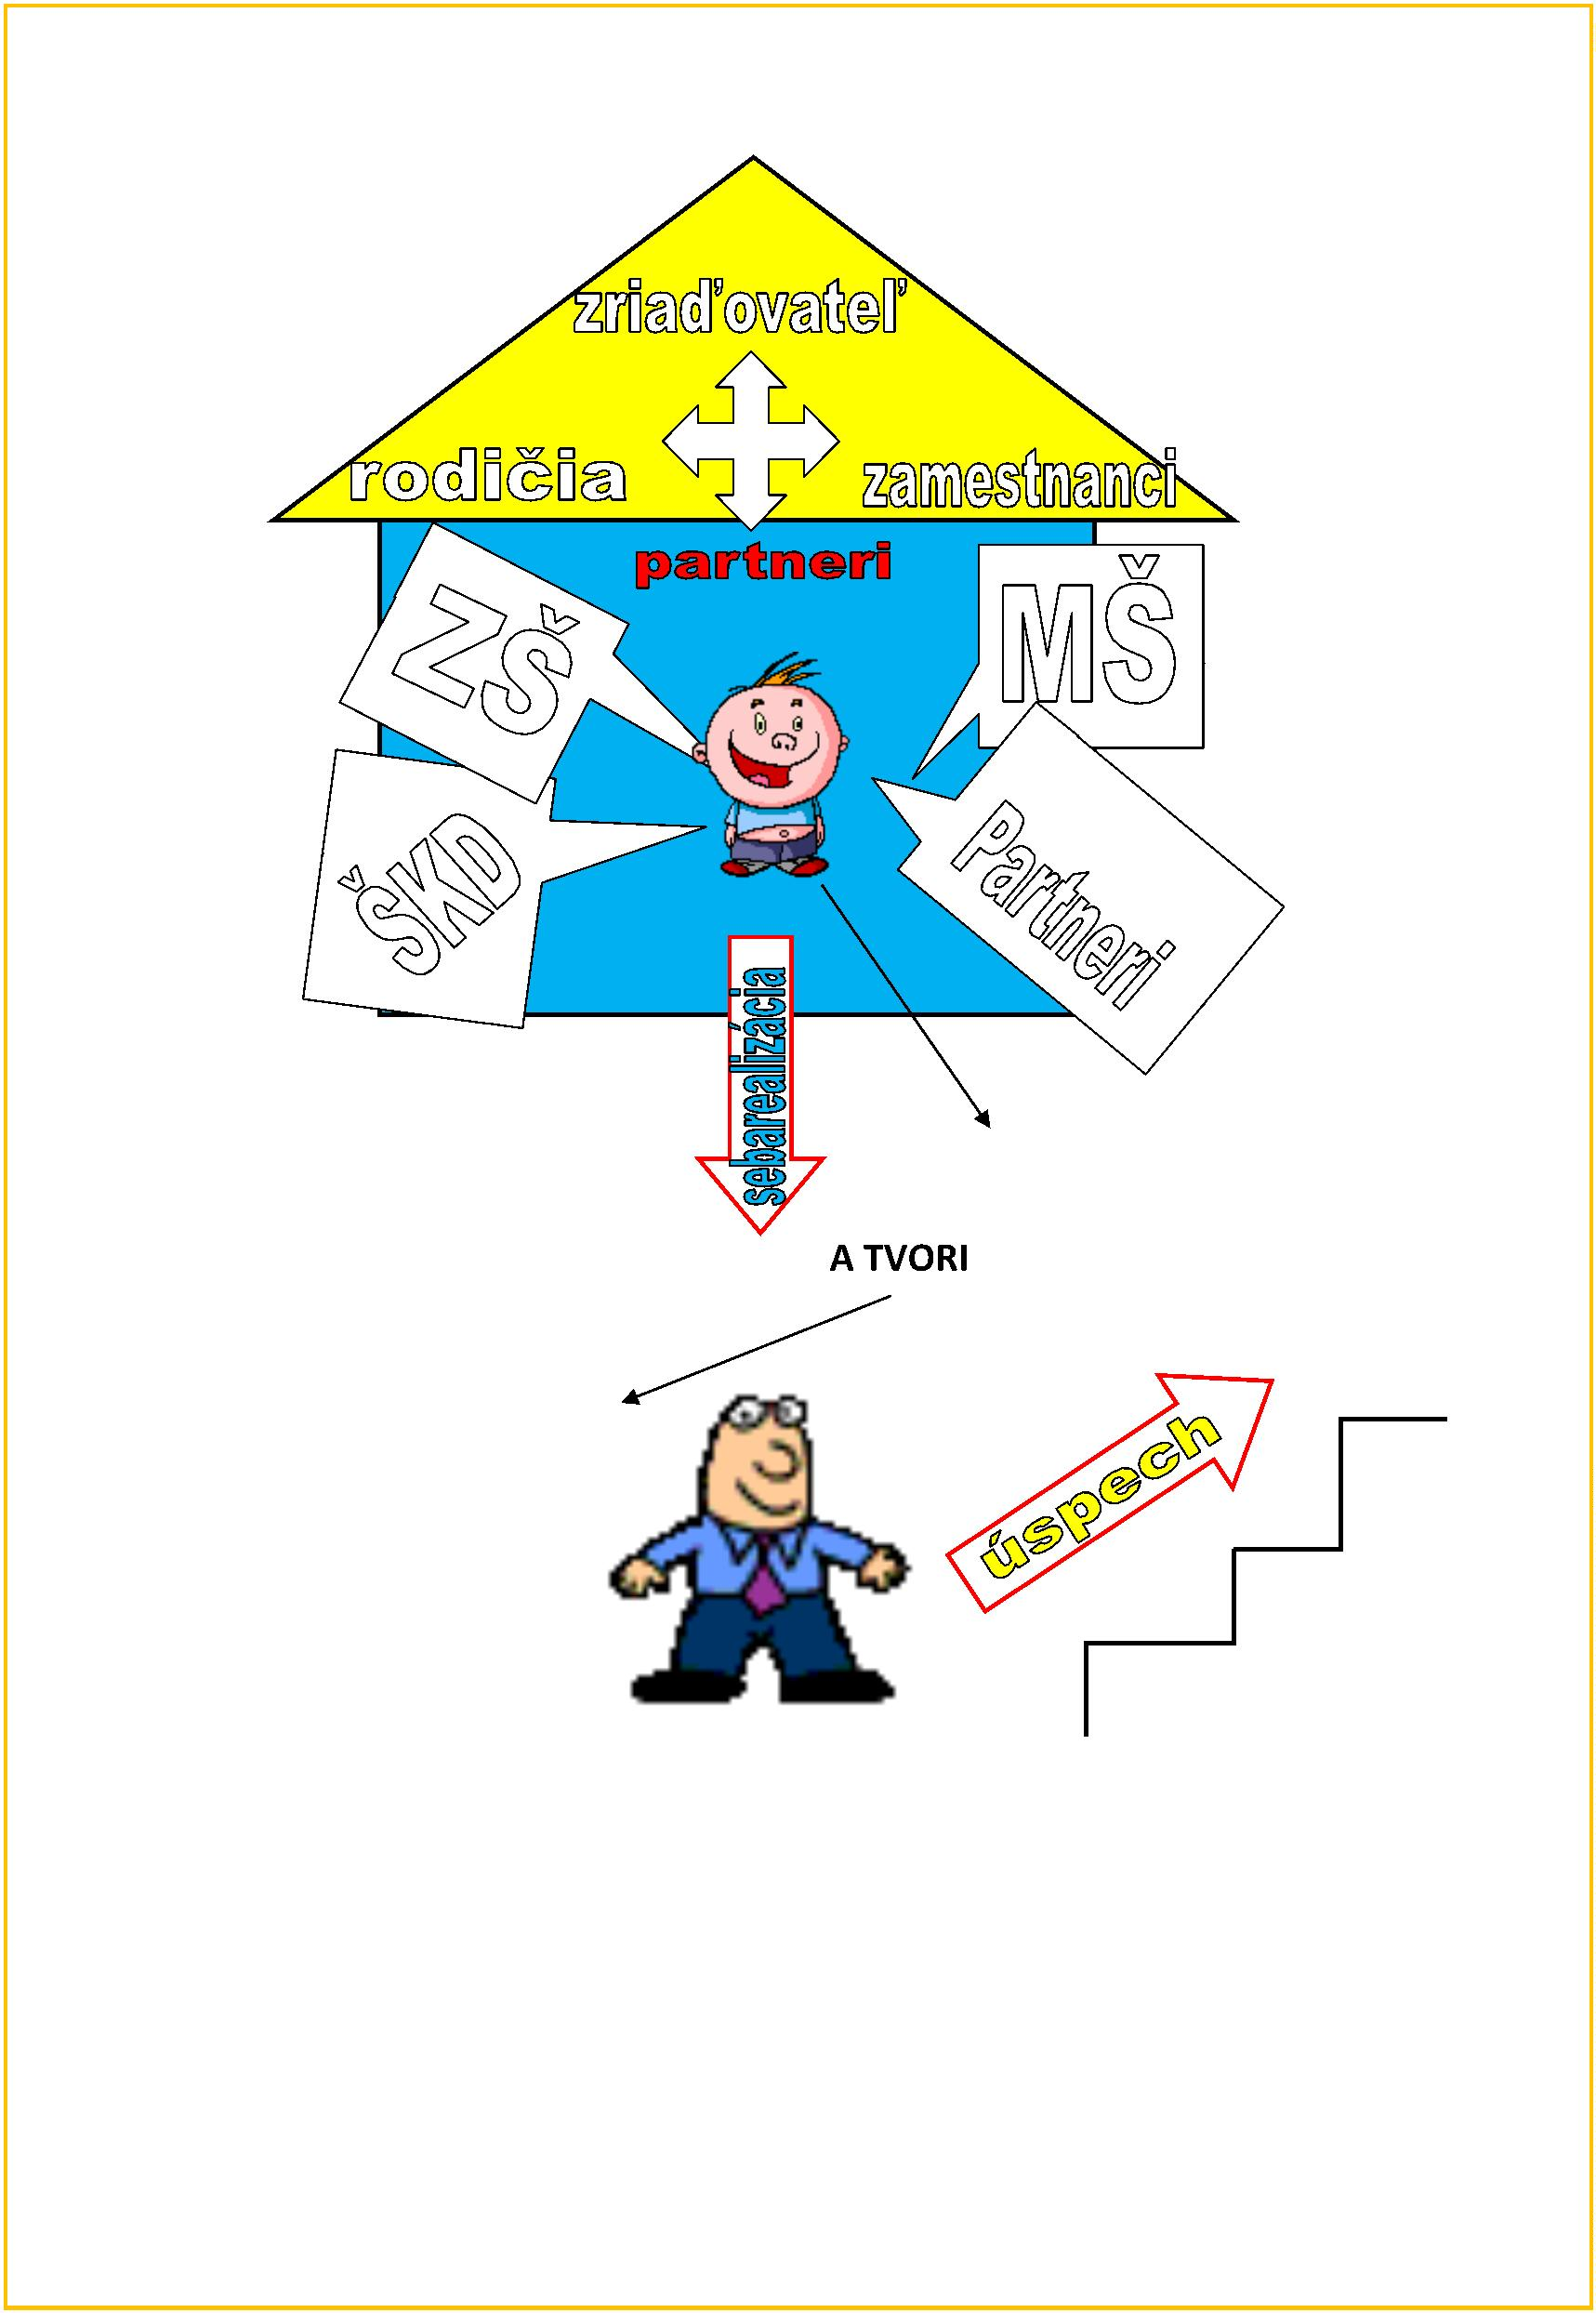 zriaďovateľ
rodičia
zamestnanci
partneri
ZŠ
MŠ
ŠKD
Partneri
sebarealizácia
A TVORI
úspech